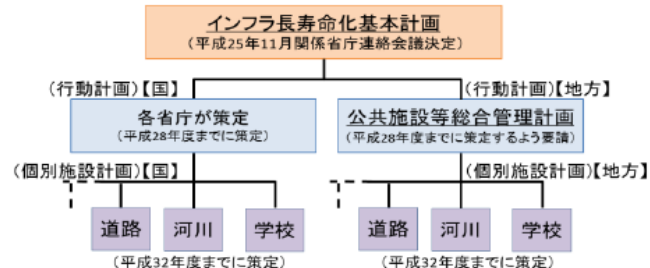 インフラ長寿命化基本計画
(平成25年11月関係省庁連絡会議決定)
(行動計画)【国】
(行動計画)【地方】
各省庁が策定
(平成28年度までに策定)
公共施設等総合管理計画
(平成28年度までに策定するよう要請)
(個別施設計画)【国】
(個別施設計画)【地方】
道路 河川 学校
道路 河川 学校
(平成32年度までに策定)
(平成32年度までに策定)